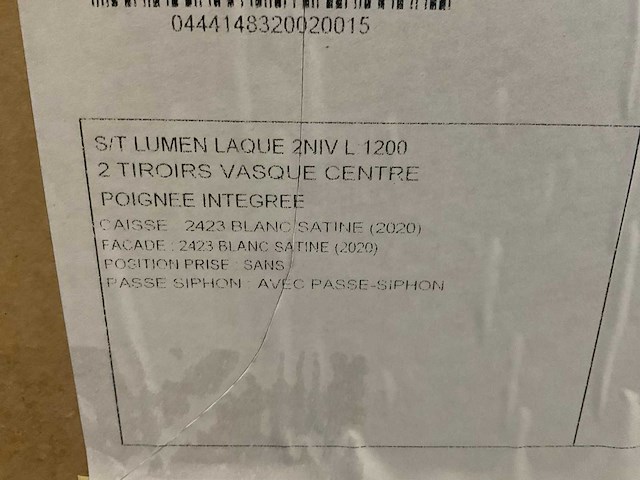 0444148320020015
S/T LUMEN LAQUE 2NIV L 1200
2 TIROIRS VASQUE CENTRE
POIGNEE INTEGREE
CAISSE : 2423 BLANC SATINE (2020)
FACADE : 2423 BLANC SATINE (2020)
POSITION PRISE : SANS
PASSE SIPHON : AVEC PASSE-SIPHON